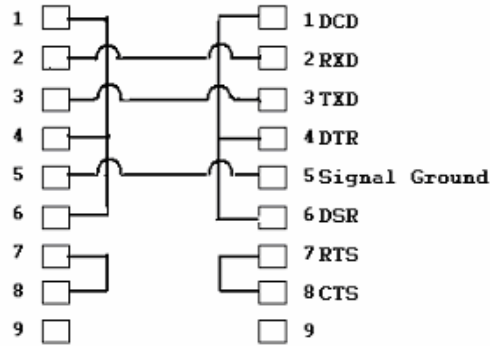 1 1 DCD
2 2 RXD
3 3 TXD
4 4 DTR
5 5 Signal Ground
6 6 DSR
7 7 RTS
8 8 CTS
9 9